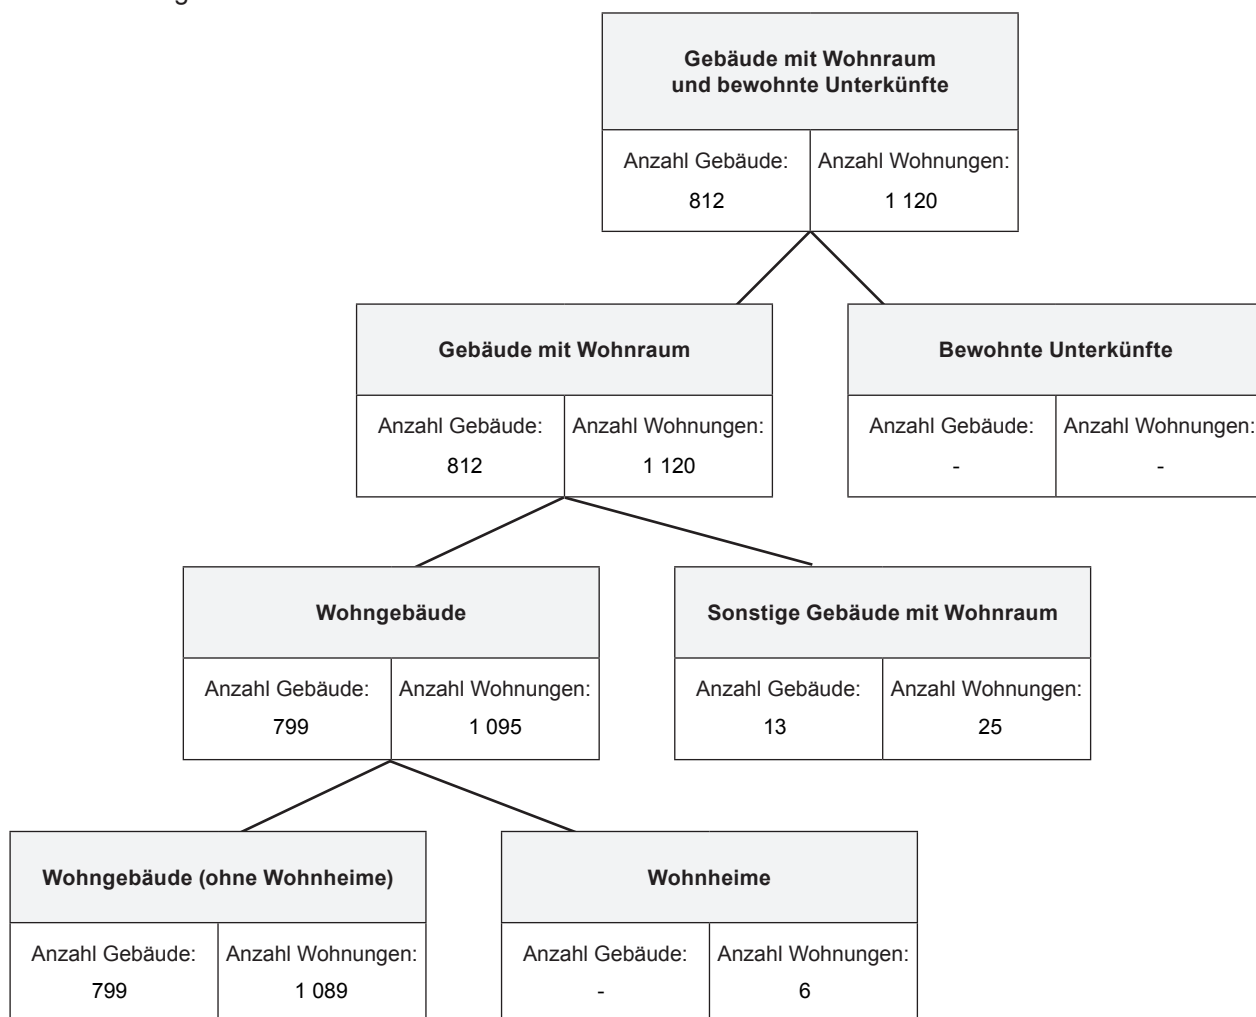 Gebäude mit Wohnraum
und bewohnte Unterkünfte
Anzahl Gebäude: Anzahl Wohnungen:
812 1 120
Gebäude mit Wohnraum Bewohnte Unterkünfte
Anzahl Gebäude: Anzahl Wohnungen: Anzahl Gebäude: Anzahl Wohnungen:
812 1 120 - -
Wohngebäude Sonstige Gebäude mit Wohnraum
Anzahl Gebäude: Anzahl Wohnungen: Anzahl Gebäude: Anzahl Wohnungen:
799 1 095 13 25
Wohngebäude (ohne Wohnheime) Wohnheime
Anzahl Gebäude: Anzahl Wohnungen: Anzahl Gebäude: Anzahl Wohnungen:
799 1 089 - 6